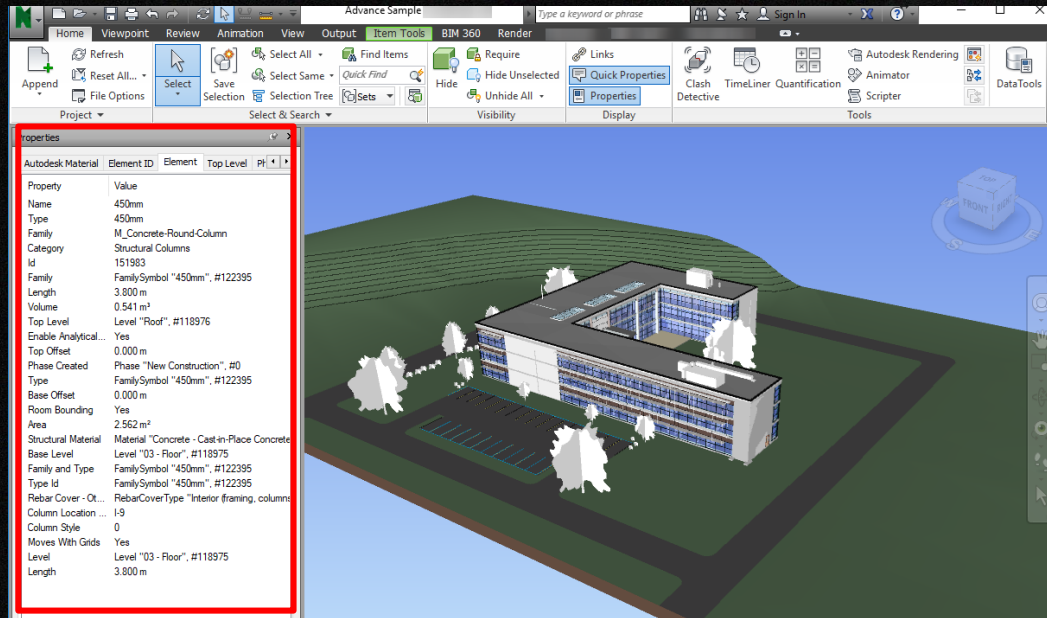 Advance Sample
Type a keyword or phrase
Sign In
Home Viewpoint Review Animation View Output Item Tools BIM 360 Render
Append
Refresh
Reset All...
File Options
Project
Select
Save Selection
Select All
Select Same
Selection Tree
Find Items
Quick Find
Sets
Select & Search
Hide
Require
Hide Unselected
Unhide All
Visibility
Links
Quick Properties
Properties
Display
Clash Detective
TimeLiner
Quantification
Autodesk Rendering
Animator
Scripter
Tools
DataTools
Properties
Autodesk Material Element ID Element Top Level Ph
Property Value
Name 450mm
Type 450mm
Family M_Concrete-Round-Column
Category Structural Columns
Id 151983
Family FamilySymbol "450mm", #122395
Length 3.800 m
Volume 0.541 m³
Top Level Level "Roof", #118976
Enable Analytical... Yes
Top Offset 0.000 m
Phase Created Phase "New Construction", #0
Type FamilySymbol "450mm", #122395
Base Offset 0.000 m
Room Bounding Yes
Area 2.562 m²
Structural Material Material "Concrete - Cast-in-Place Concrete
Base Level Level "03 - Floor", #118975
Family and Type FamilySymbol "450mm", #122395
Type Id FamilySymbol "450mm", #122395
Rebar Cover - Ot... RebarCoverType "Interior (framing, columns
Column Location ... I-9
Column Style 0
Moves With Grids Yes
Level Level "03 - Floor", #118975
Length 3.800 m
TOP
FRONT
S